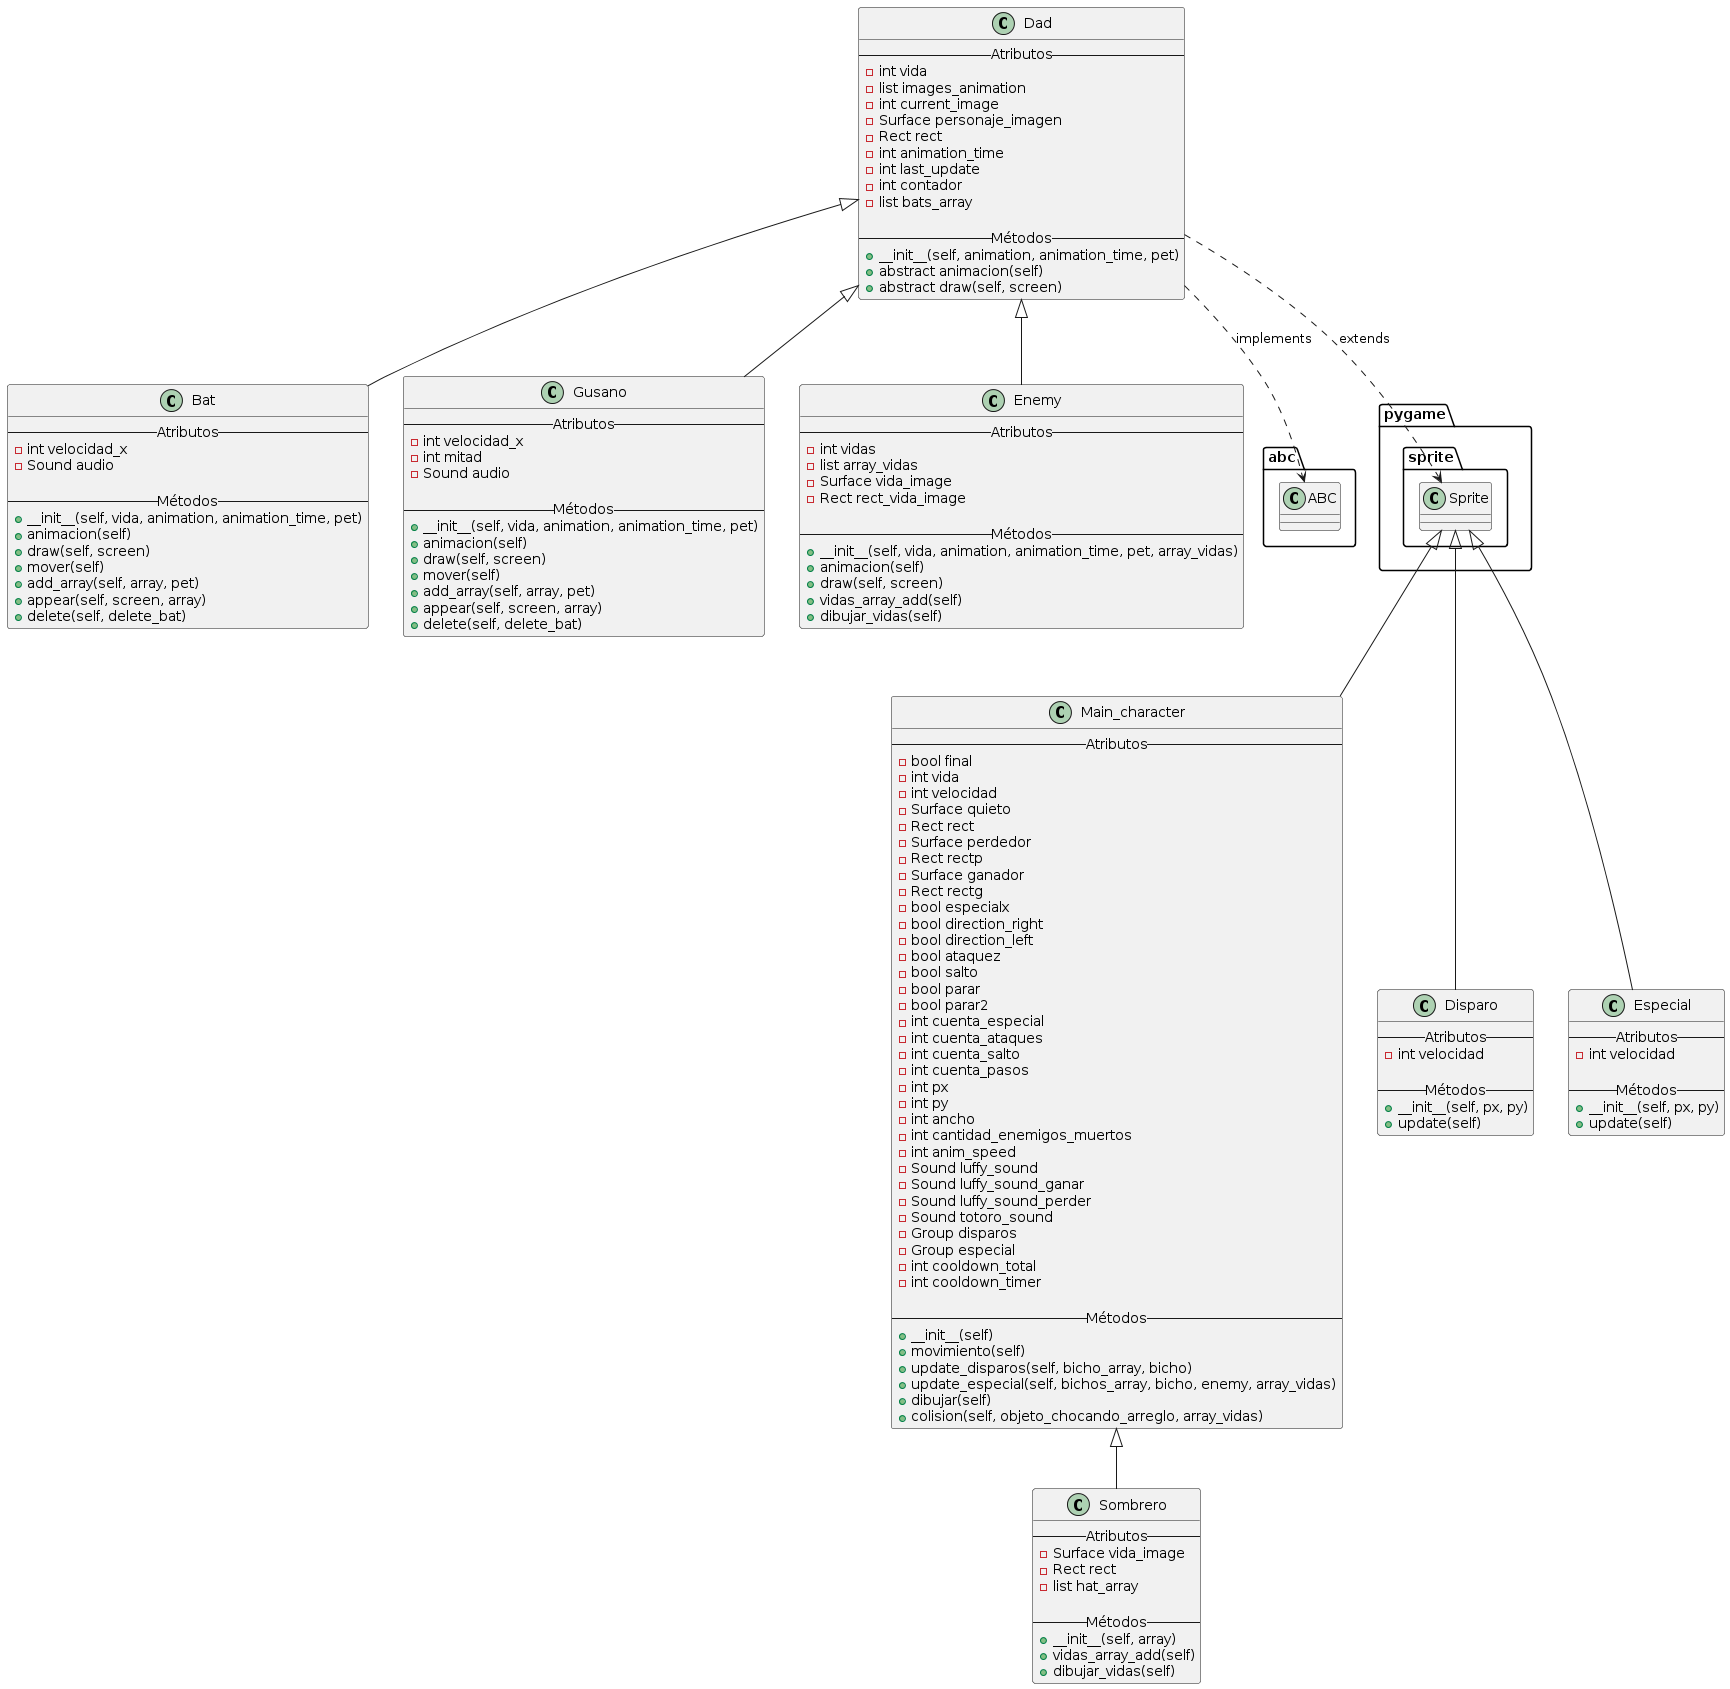 Dad
Atributos
int vida
list images_animation
int current_image
Surface personaje_imagen
Rect rect
int animation_time
int last_update
int contador
list bats_array
Métodos
__init__(self, animation, animation_time, pet)
abstract animacion(self)
abstract draw(self, screen)
implements
extends
Bat
Atributos
int velocidad_x
Sound audio
Métodos
__init__(self, vida, animation, animation_time, pet)
animacion(self)
draw(self, screen)
mover(self)
add_array(self, array, pet)
appear(self, screen, array)
delete(self, delete_bat)
Gusano
Atributos
int velocidad_x
int mitad
Sound audio
Métodos
__init__(self, vida, animation, animation_time, pet)
animacion(self)
draw(self, screen)
mover(self)
add_array(self, array, pet)
appear(self, screen, array)
delete(self, delete_bat)
Enemy
Atributos
int vidas
list array_vidas
Surface vida_image
Rect rect_vida_image
Métodos
__init__(self, vida, animation, animation_time, pet, array_vidas)
animacion(self)
draw(self, screen)
vidas_array_add(self)
dibujar_vidas(self)
abc
ABC
pygame
sprite
Sprite
Main_character
Atributos
bool final
int vida
int velocidad
Surface quieto
Rect rect
Surface perdedor
Rect rectp
Surface ganador
Rect rectg
bool especialx
bool direction_right
bool direction_left
bool ataquez
bool salto
bool parar
bool parar2
int cuenta_especial
int cuenta_ataques
int cuenta_salto
int cuenta_pasos
int px
int py
int ancho
int cantidad_enemigos_muertos
int anim_speed
Sound luffy_sound
Sound luffy_sound_ganar
Sound luffy_sound_perder
Sound totoro_sound
Group disparos
Group especial
int cooldown_total
int cooldown_timer
Métodos
__init__(self)
movimiento(self)
update_disparos(self, bicho_array, bicho)
update_especial(self, bichos_array, bicho, enemy, array_vidas)
dibujar(self)
colision(self, objeto_chocando_arreglo, array_vidas)
Disparo
Atributos
int velocidad
Métodos
__init__(self, px, py)
update(self)
Especial
Atributos
int velocidad
Métodos
__init__(self, px, py)
update(self)
Sombrero
Atributos
Surface vida_image
Rect rect
list hat_array
Métodos
__init__(self, array)
vidas_array_add(self)
dibujar_vidas(self)